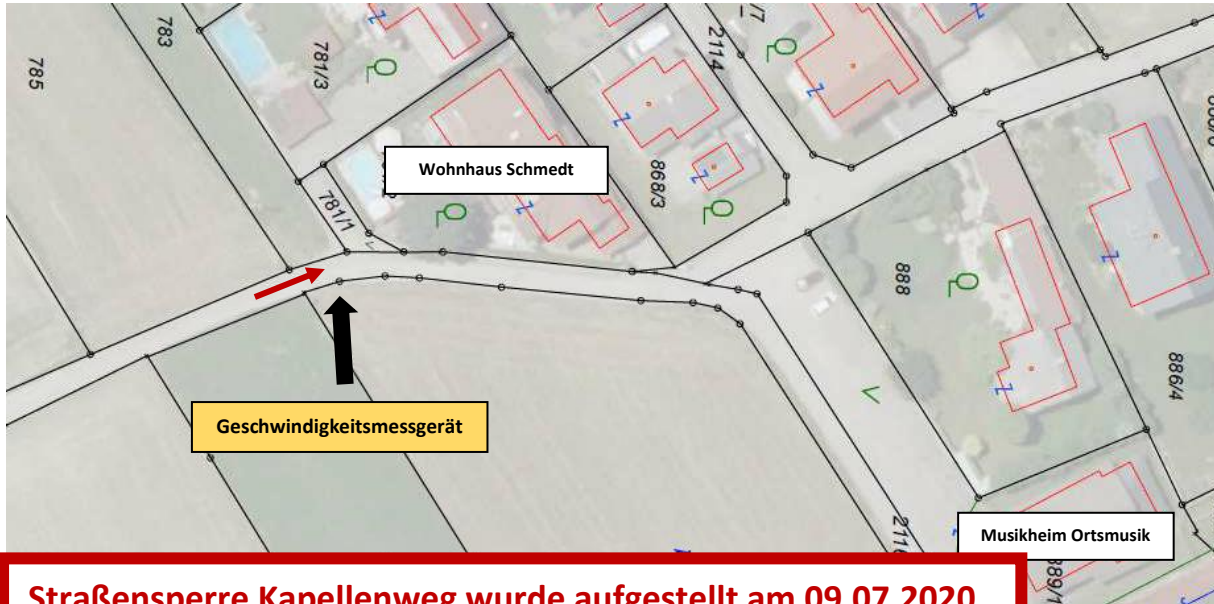 785
783
781/3
2114
Wohnhaus Schmedt
868/3
781/1
888
886/4
Geschwindigkeitsmessgerät
Musikheim Ortsmusik
Straßensperre Kapellenweg wurde aufgestellt am 09.07.2020